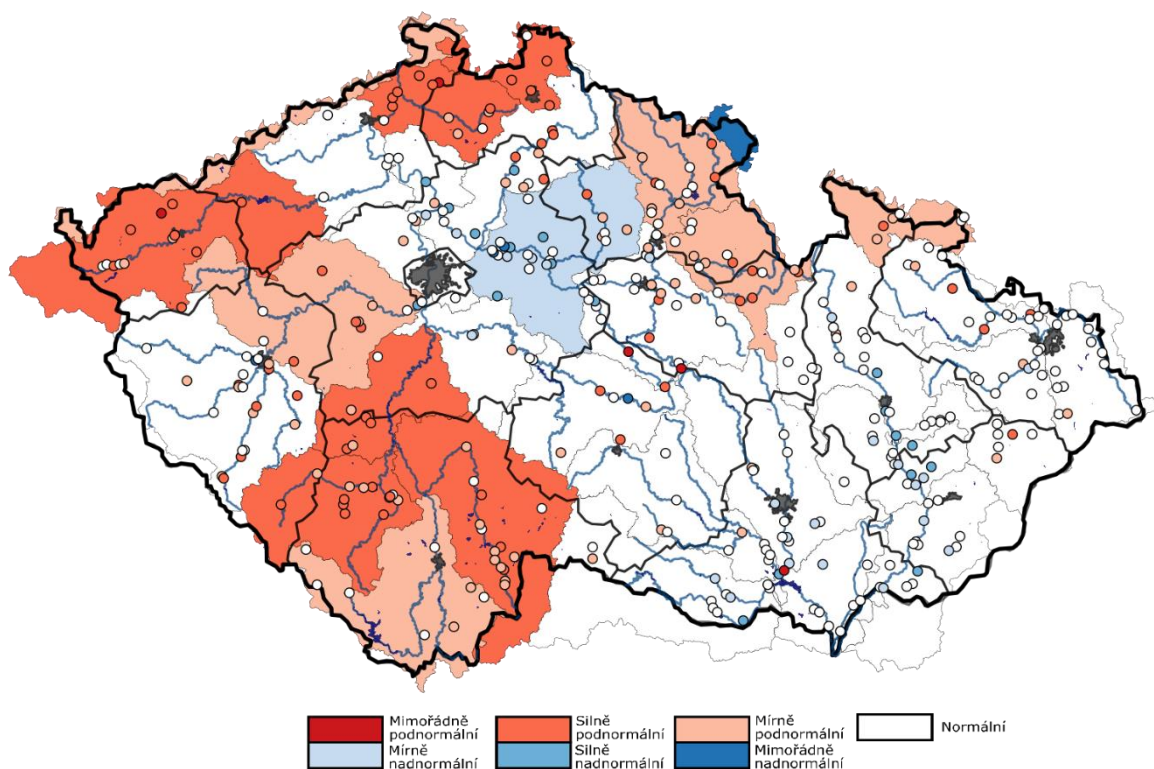 Mimořádně
podnormální
Silně
podnormální
Mírně
podnormální
Normální
Mírně
nadnormální
Silně
nadnormální
Mimořádně
nadnormální